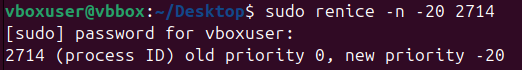 vboxuser@vbbox:~/Desktop$ sudo renice -n -20 2714
[sudo] password for vboxuser:
2714 (process ID) old priority 0, new priority -20